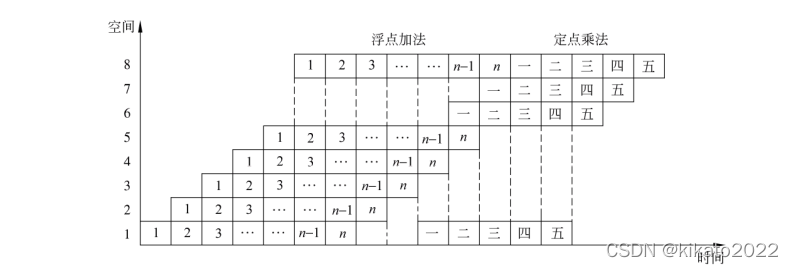 空间 浮点加法 定点乘法
8 1 2 3 … … n–1 n 一 二 三 四 五
7 一 二 三 四 五
6 一 二 三 四 五
5 1 2 3 … … n–1 n
4 1 2 3 … … n–1 n
3 1 2 3 … … n–1 n
2 1 2 3 … … n–1 n
1 1 2 3 … … n–1 n 一 二 三 四 五
CSDN @kikato2022
时间